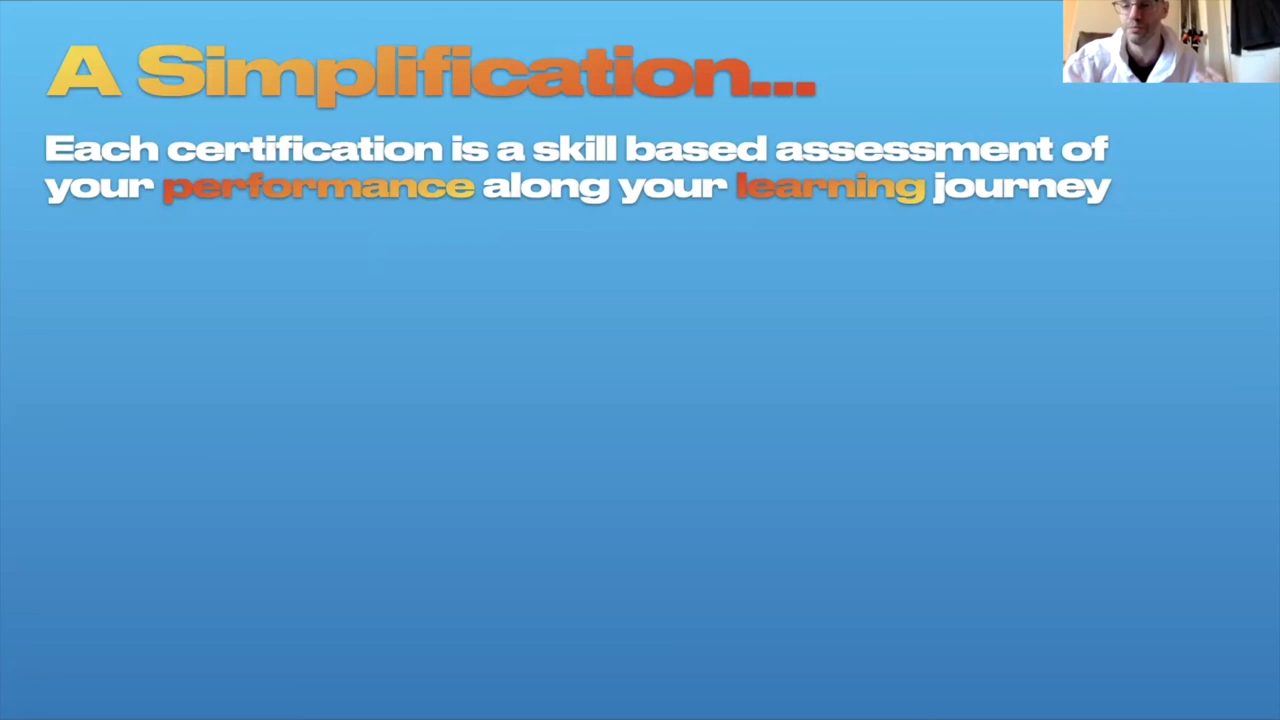 A Simplification...
Each certification is a skill based assessment of
your performance along your learning journey